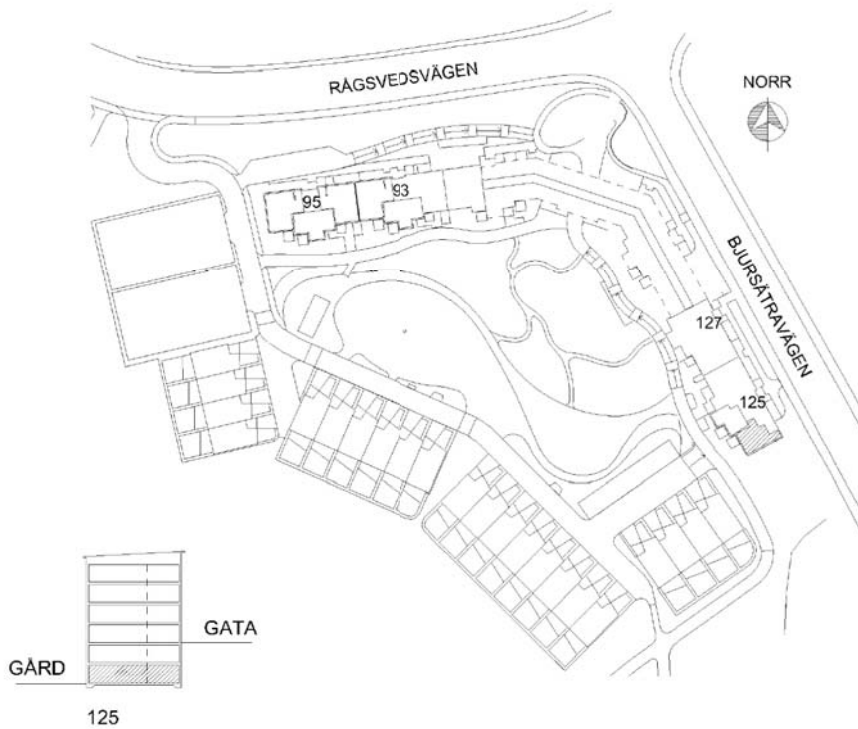 RÅGSVEDSVÄGEN
NORR
95
93
BJURSÄTRAVÄGEN
127
125
GATA
GÅRD
125